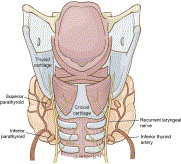 Thyroid
cartilage
Superior
parathyroid
Cricoid
cartilage
Recurrent laryngeal
nerve
Inferior
parathyroid
Inferior thyroid
artery